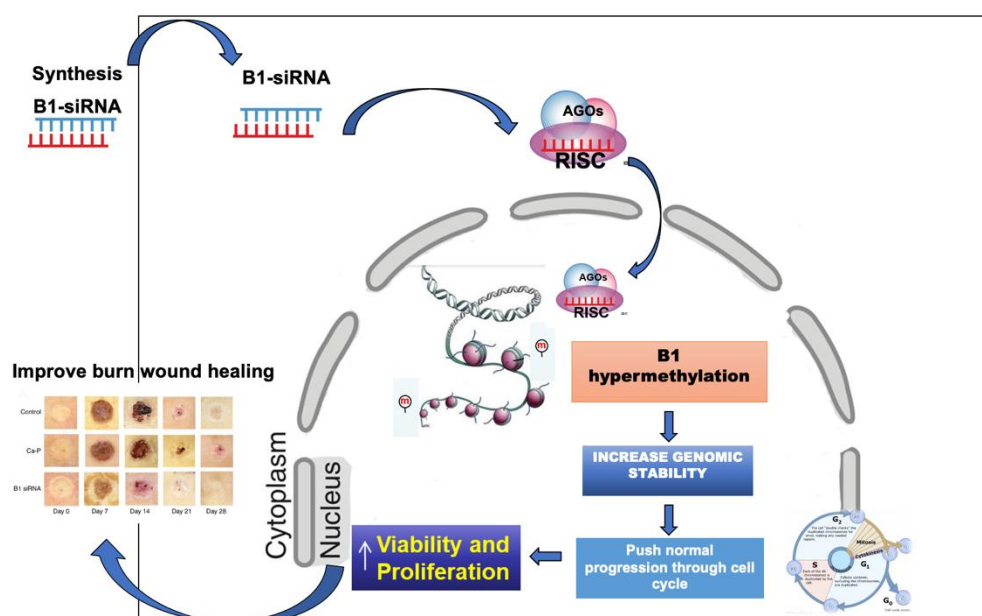 Synthesis
B1-siRNA
B1-siRNA
AGOs
RISC
AGOs
RISC
m
m
B1
hypermethylation
INCREASE GENOMIC
STABILITY
Push normal
progression through cell
cycle
↑ Viability and
Proliferation
Cytoplasm
Nucleus
Improve burn wound healing
Control
Ca-P
B1 siRNA
Day 0 Day 7 Day 14 Day 21 Day 28
G2
Mitosis
Cytokinesis
S
G1
G0